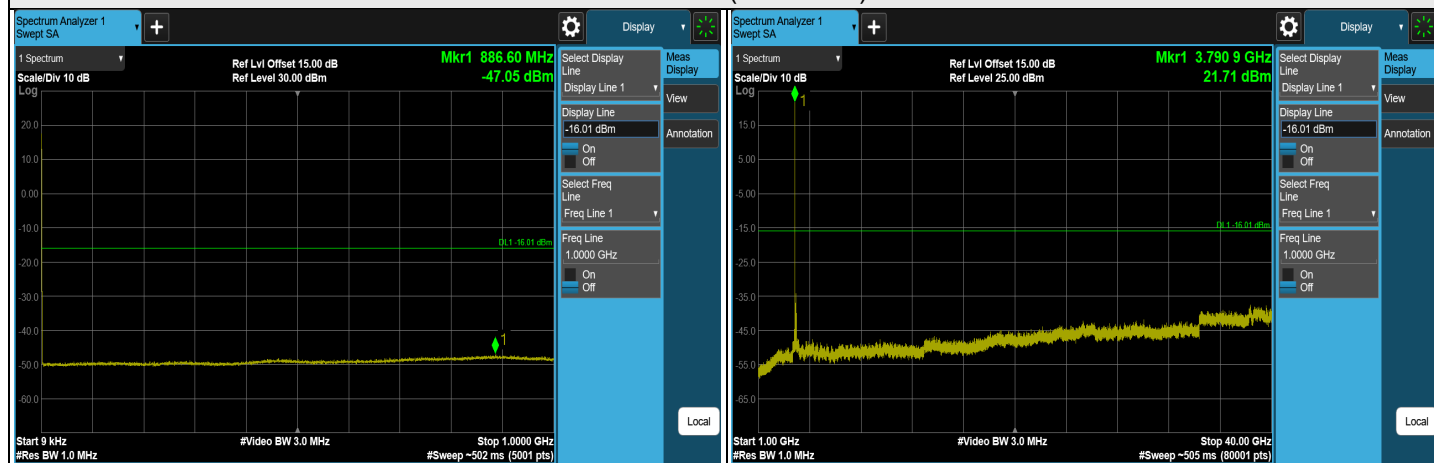 Spectrum Analyzer 1
Swept SA
+
Display
1 Spectrum
Scale/Div 10 dB
Log
Ref Lvl Offset 15.00 dB
Ref Level 30.00 dBm
Mkr1 886.60 MHz
-47.05 dBm
20.0
10.0
0.00
-10.0
-20.0
-30.0
-40.0
-50.0
-60.0
DL1 -16.01 dBm
1
Start 9 kHz
#Res BW 1.0 MHz
#Video BW 3.0 MHz
Stop 1.0000 GHz
#Sweep ~502 ms (5001 pts)
Select Display
Line
Display Line 1
Display Line
-16.01 dBm
On
Off
Select Freq
Line
Freq Line 1
Freq Line
1.0000 GHz
On
Off
Meas
Display
View
Annotation
Local
Spectrum Analyzer 1
Swept SA
+
Display
1 Spectrum
Scale/Div 10 dB
Log
Ref Lvl Offset 15.00 dB
Ref Level 25.00 dBm
Mkr1 3.790 9 GHz
21.71 dBm
1
15.0
5.00
-5.00
-15.0
-25.0
-35.0
-45.0
-55.0
-65.0
DL1 -16.01 dBm
Start 1.00 GHz
#Res BW 1.0 MHz
#Video BW 3.0 MHz
Stop 40.00 GHz
#Sweep ~505 ms (80001 pts)
Select Display
Line
Display Line 1
Display Line
-16.01 dBm
On
Off
Select Freq
Line
Freq Line 1
Freq Line
1.0000 GHz
On
Off
Meas
Display
View
Annotation
Local